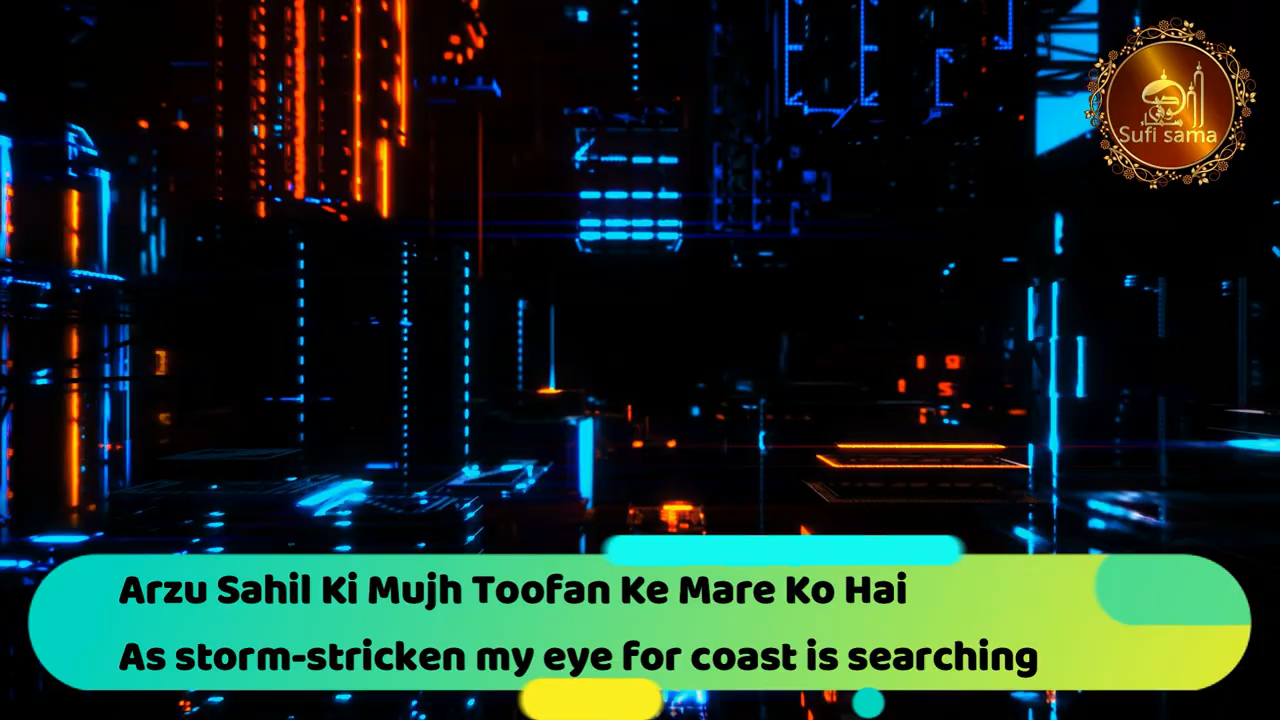 Sufi sama
Arzu Sahil Ki Mujh Toofan Ke Mare Ko Hai
As storm-stricken my eye for coast is searching